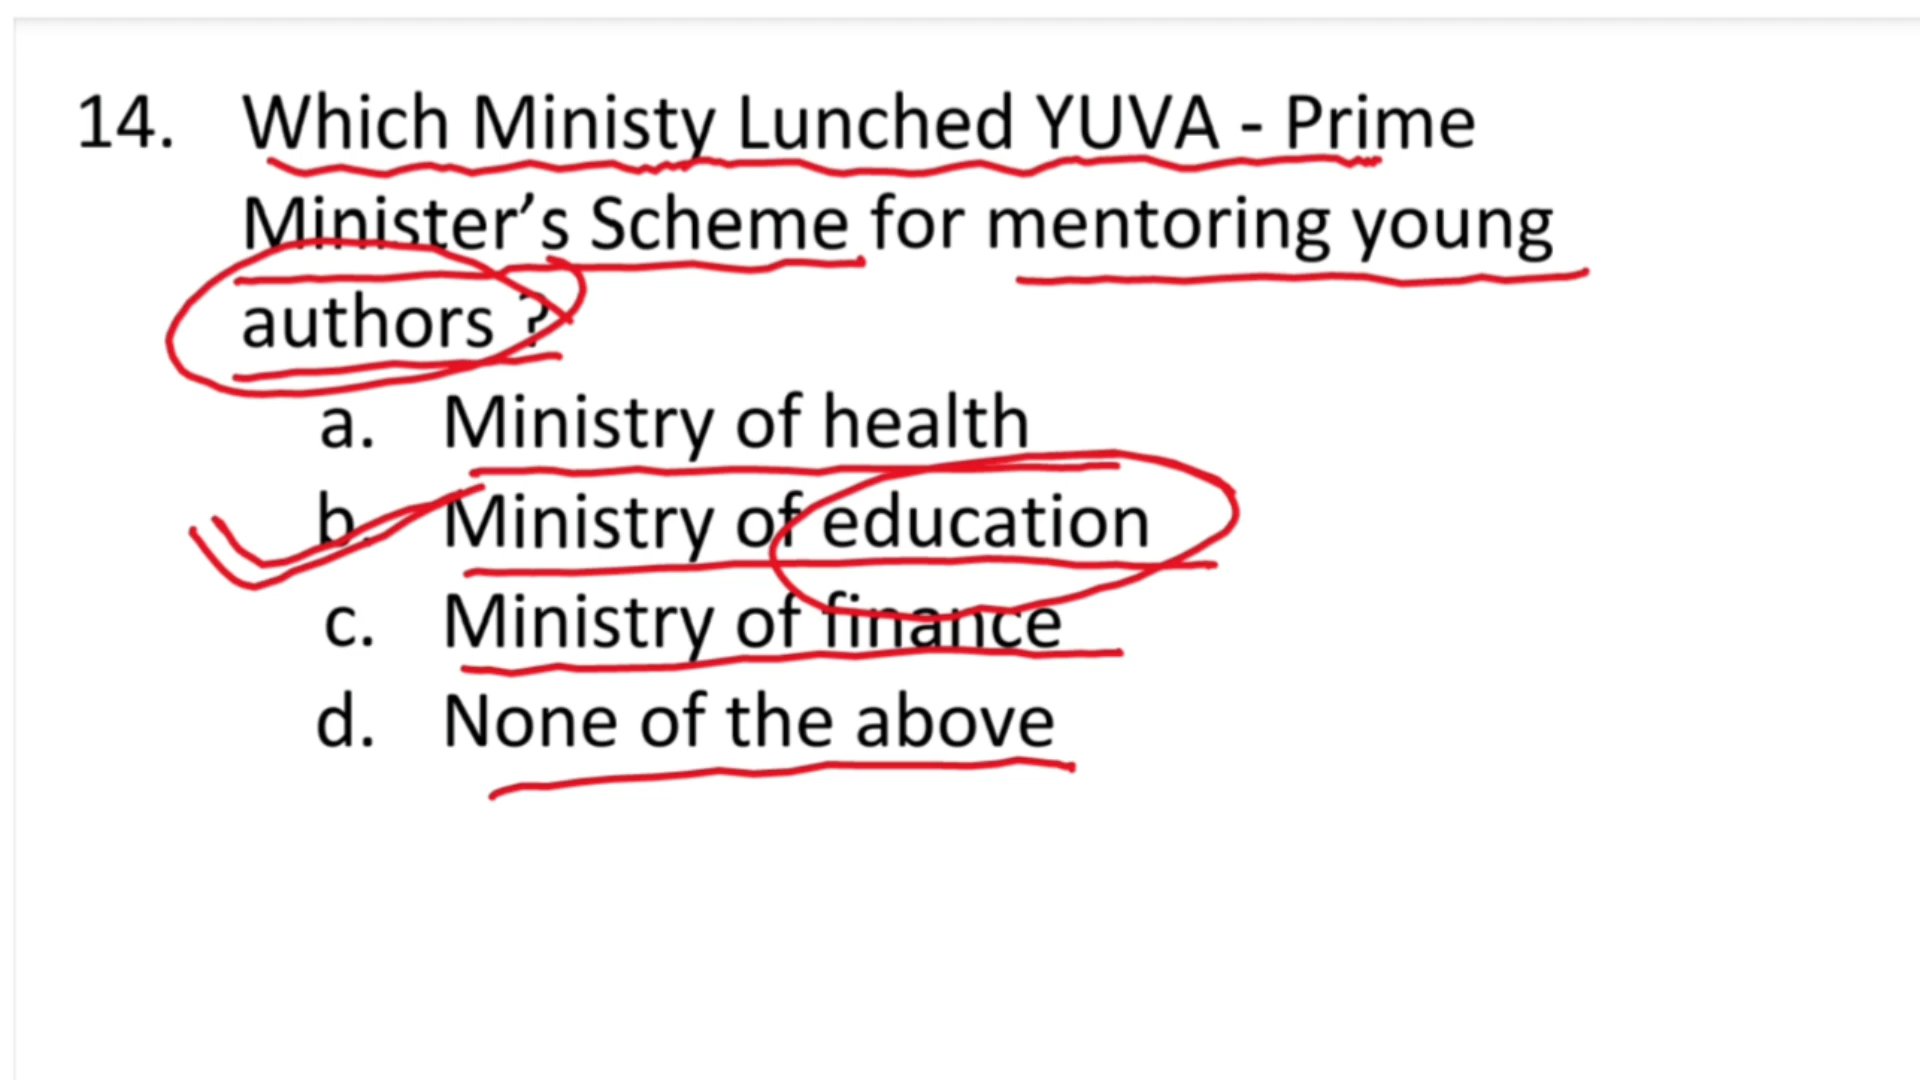 14. Which Ministy Lunched YUVA - Prime
Minister’s Scheme for mentoring young
authors ?
a. Ministry of health
b. Ministry of education
c. Ministry of finance
d. None of the above